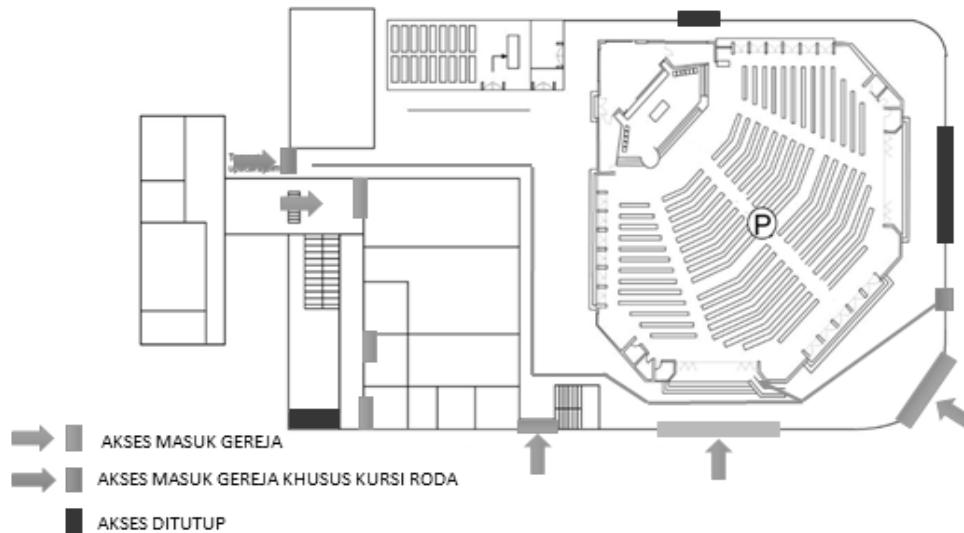 P
AKSES MASUK GEREJA
AKSES MASUK GEREJA KHUSUS KURSI RODA
AKSES DITUTUP